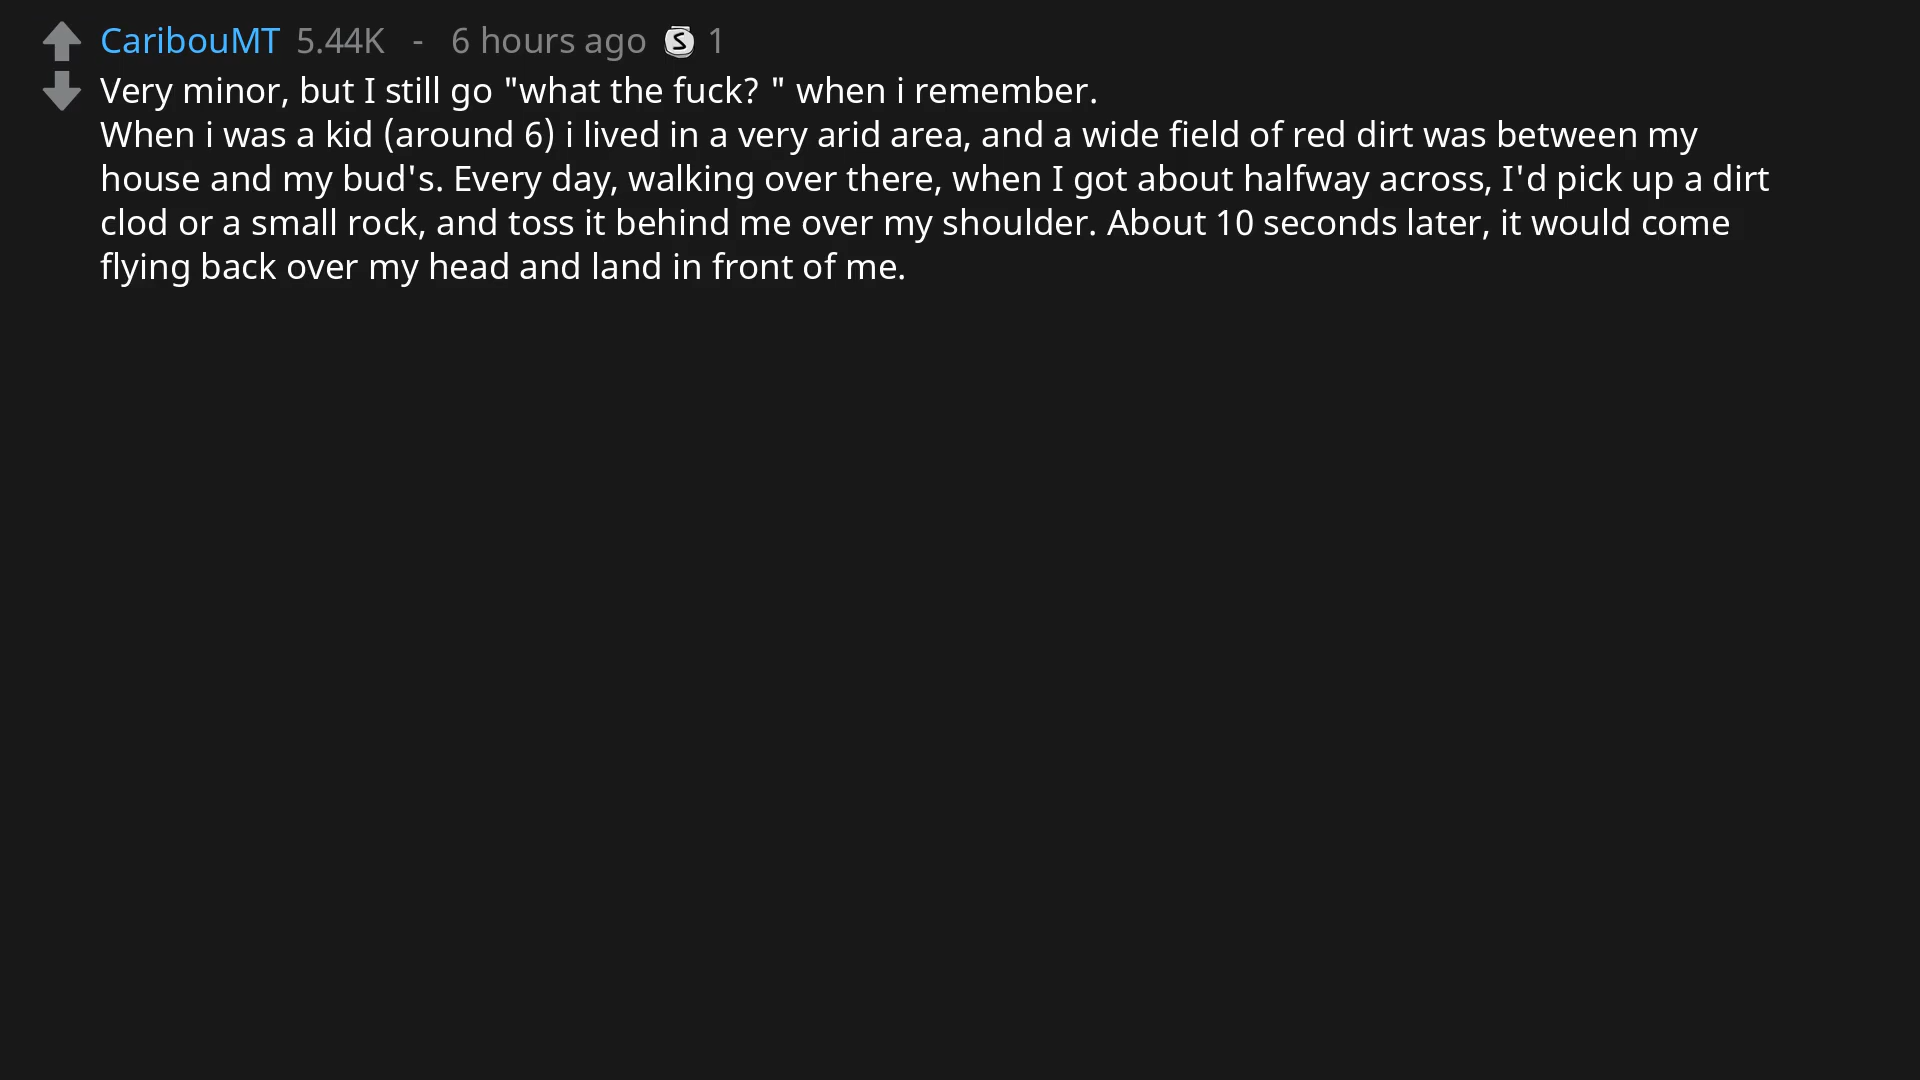 CaribouMT 5.44K - 6 hours ago S 1
Very minor, but I still go "what the fuck? " when i remember.
When i was a kid (around 6) i lived in a very arid area, and a wide field of red dirt was between my
house and my bud's. Every day, walking over there, when I got about halfway across, I'd pick up a dirt
clod or a small rock, and toss it behind me over my shoulder. About 10 seconds later, it would come
flying back over my head and land in front of me.